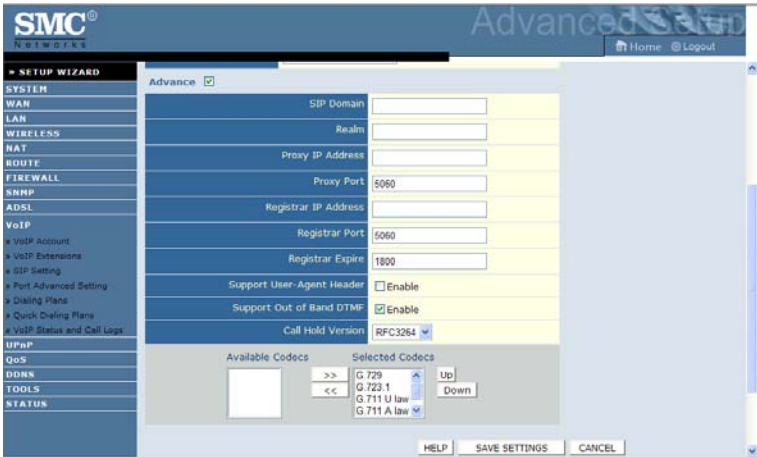 SMC®
Networks
Advanced Setup
Home Logout
» SETUP WIZARD
SYSTEM
WAN
LAN
WIRELESS
NAT
ROUTE
FIREWALL
SNMP
ADSL
VoIP
» VoIP Account
» VoIP Extensions
» SIP Setting
» Port Advanced Setting
» Dialing Plans
» Quick Dialing Plans
» VoIP Status and Call Logs
UPnP
QoS
DDNS
TOOLS
STATUS
Advance
SIP Domain
Realm
Proxy IP Address
Proxy Port 5060
Registrar IP Address
Registrar Port 5060
Registrar Expire 1800
Support User-Agent Header Enable
Support Out of Band DTMF Enable
Call Hold Version RFC3264
Available Codecs Selected Codecs
>> G.729 Up
<< G.723.1 Down
G.711 U law
G.711 A law
HELP SAVE SETTINGS CANCEL